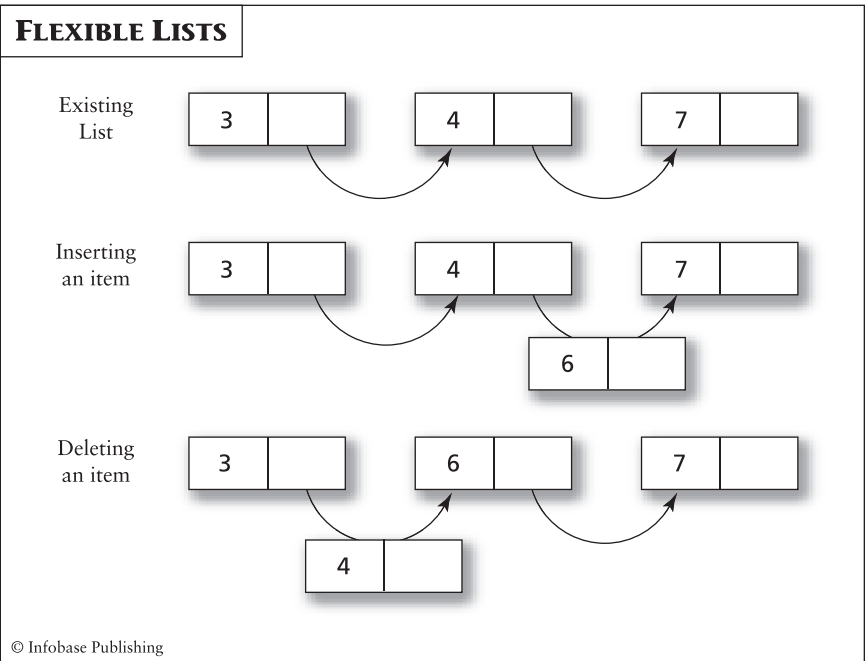 FLEXIBLE LISTS
Existing
List
3
4
7
Inserting
an item
3
4
7
6
Deleting
an item
3
6
7
4
© Infobase Publishing